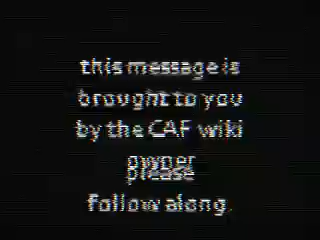 this message is
brought to you
by the CAF wiki
owner
please
follow along.